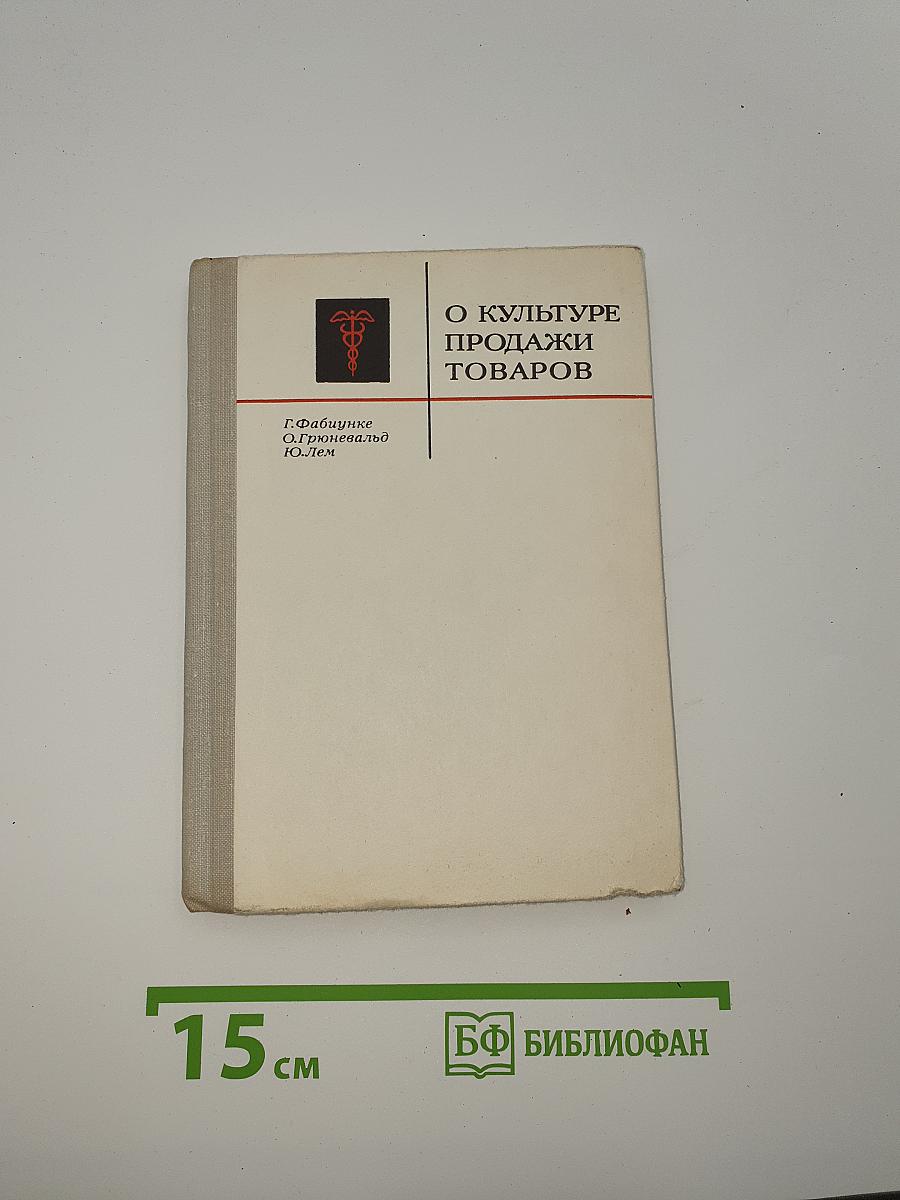 О КУЛЬТУРЕ
ПРОДАЖИ
ТОВАРОВ
Г.Фабиунке
О.Грюневальд
Ю.Лем
15 см
БФ БИБЛИОФАН